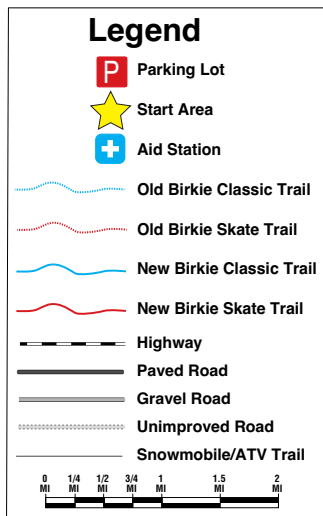 Legend
P Parking Lot
Start Area
Aid Station
Old Birkie Classic Trail
Old Birkie Skate Trail
New Birkie Classic Trail
New Birkie Skate Trail
Highway
Paved Road
Gravel Road
Unimproved Road
Snowmobile/ATV Trail
0 1/4 1/2 3/4 1 1.5 2
MI MI MI MI MI MI MI